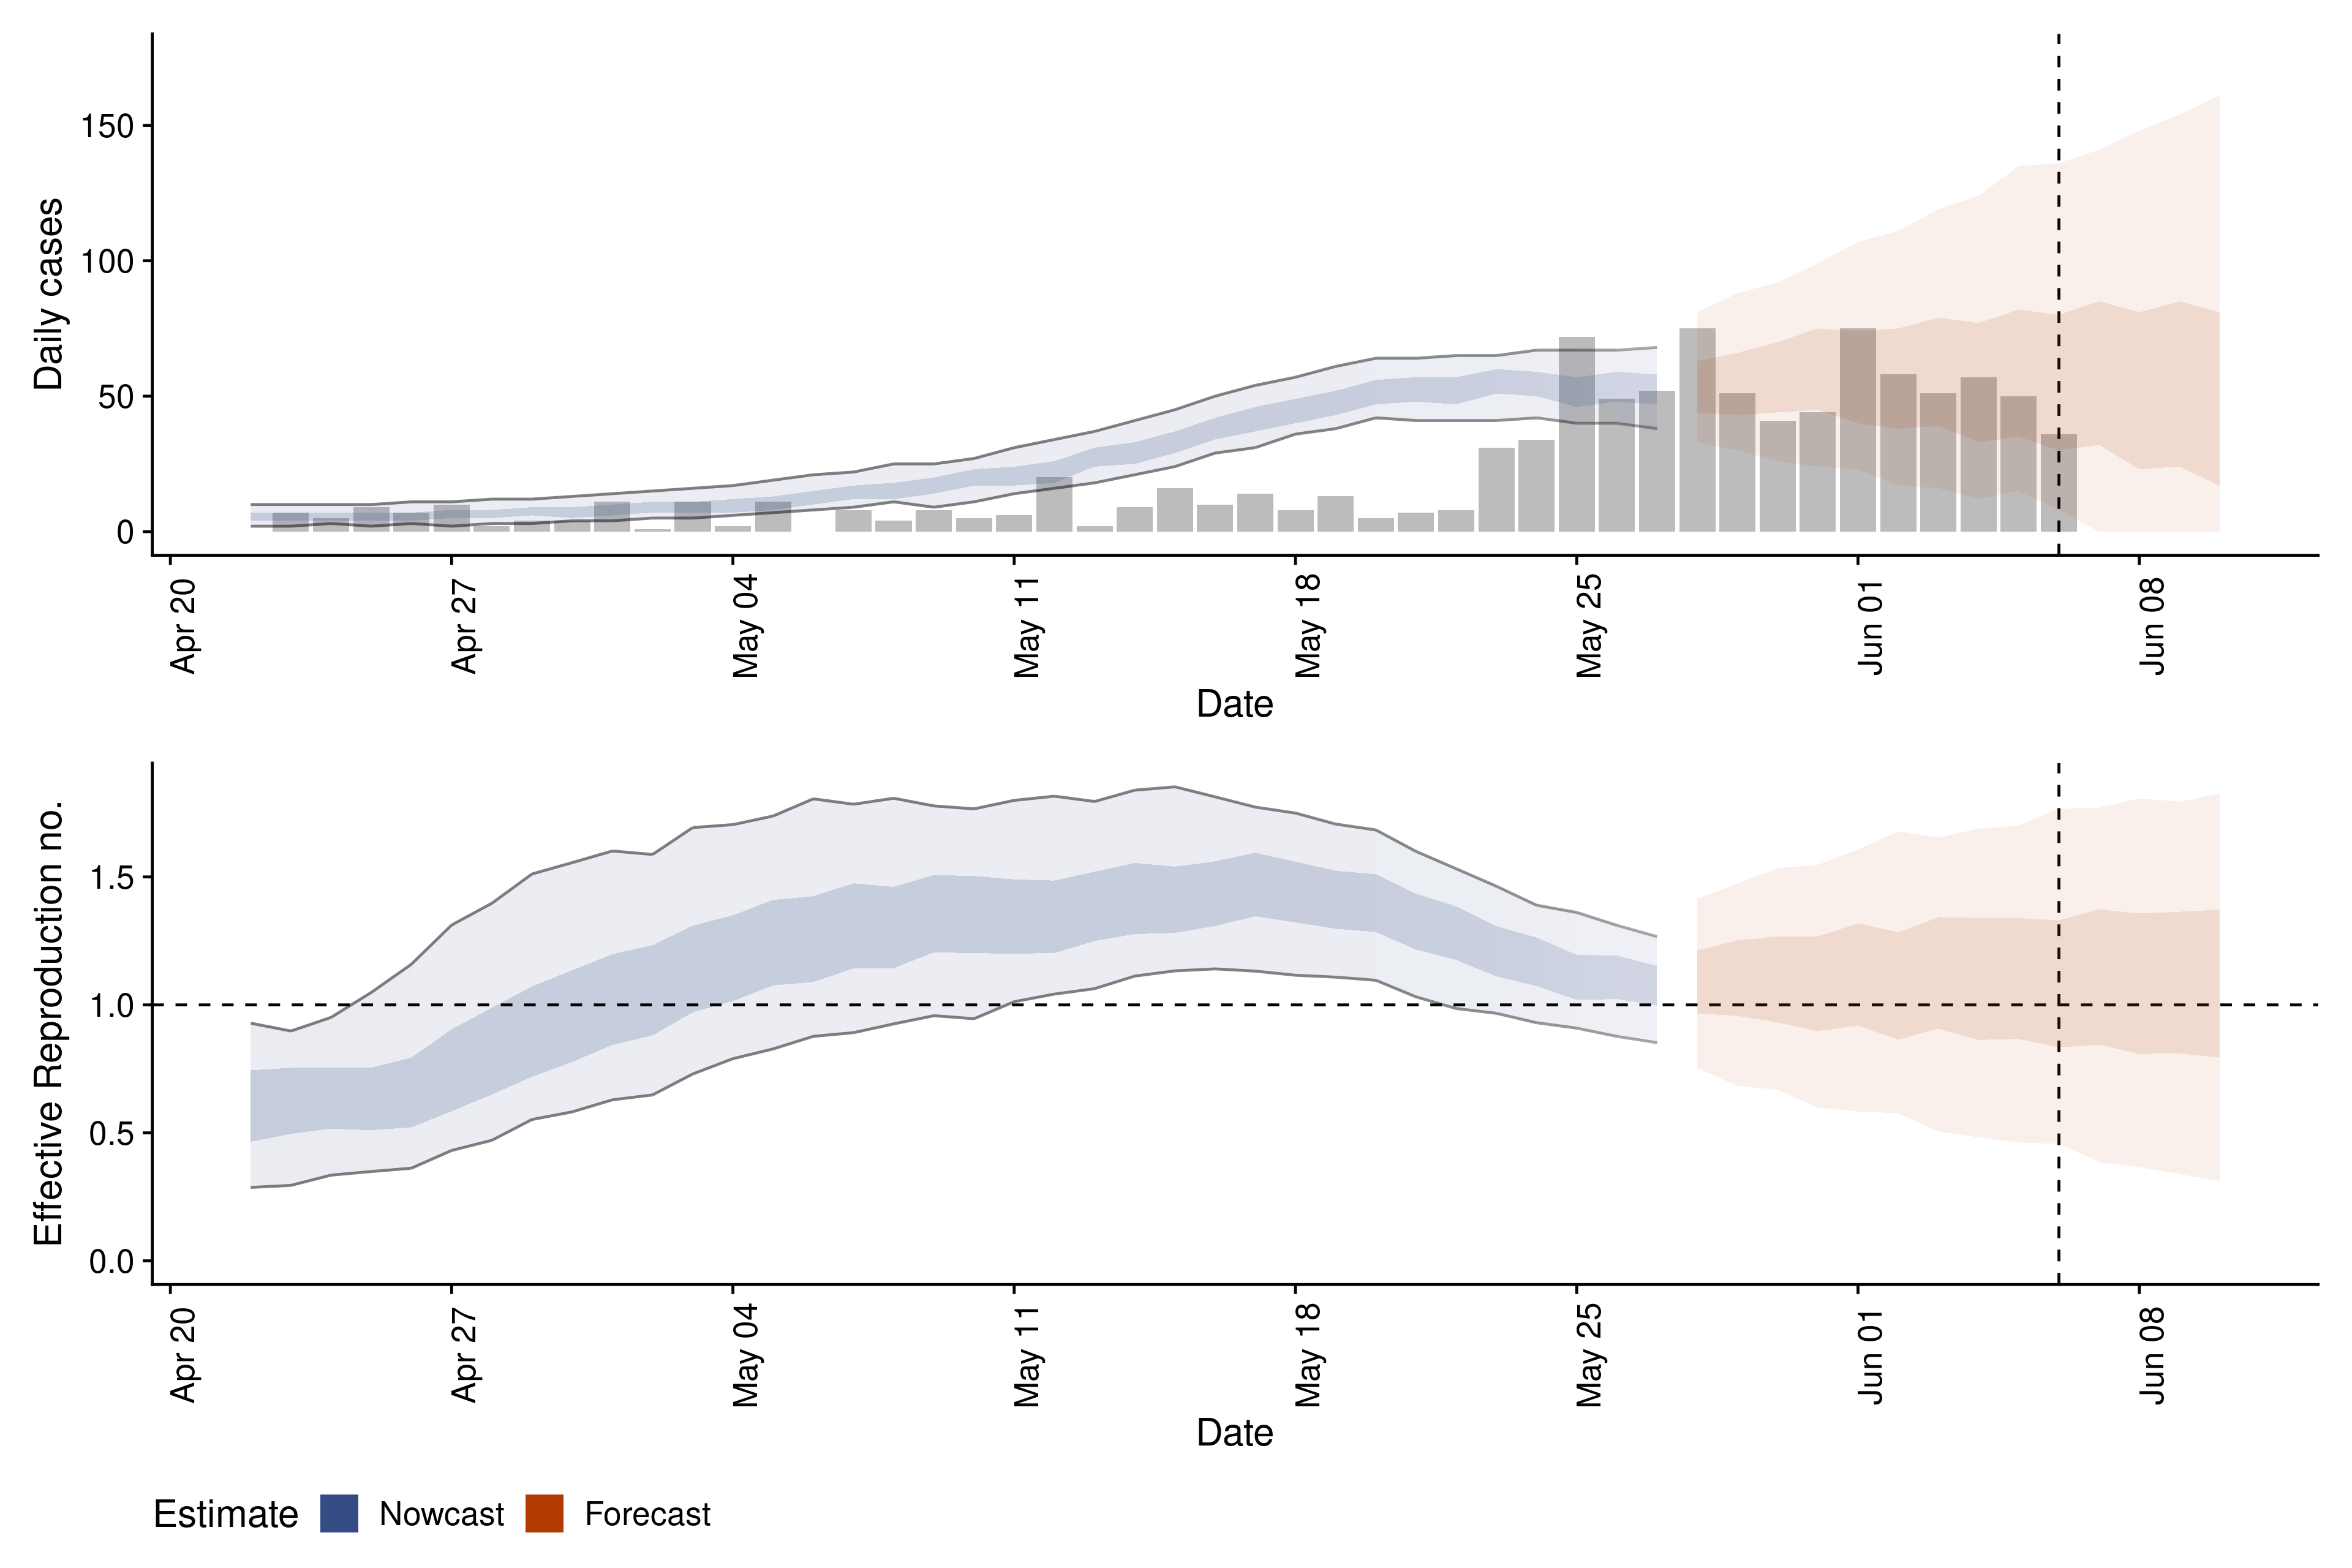 Daily cases
150
100
50
0
Apr 20
Apr 27
May 04
May 11
May 18
May 25
Jun 01
Jun 08
Date
Effective Reproduction no.
1.5
1.0
0.5
0.0
Apr 20
Apr 27
May 04
May 11
May 18
May 25
Jun 01
Jun 08
Date
Estimate Nowcast Forecast